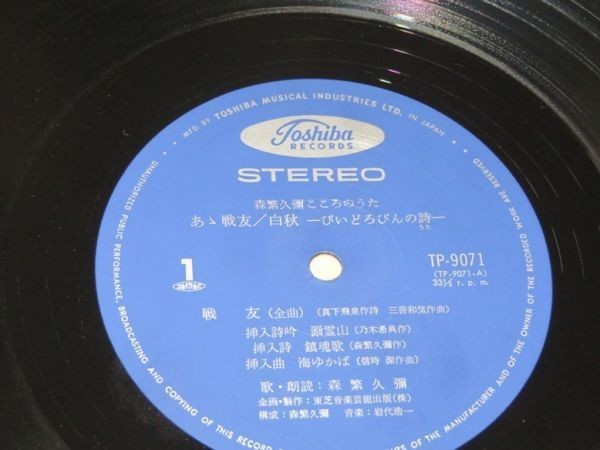 MFD. BY TOSHIBA MUSICAL INDUSTRIES LTD. IN JAPAN
Toshiba
RECORDS
STEREO
森繁久彌こころのうた
あゝ戦友/白秋 ―びいどろびんの詩―
うた
1
TP-9071
(TP-9071-A)
33⅓ r. p. m.
戦 友 (全曲) (真下飛泉作詩 三善和気作曲)
挿入詩吟 爾霊山 (乃木希典作)
挿入詩 鎮魂歌 (森繁久彌作)
挿入曲 海ゆかば (信時 潔作曲)
歌・朗読: 森 繁 久 彌
企画・製作: 東芝音楽芸能出版(株)
構成: 森繁久彌 音楽: 岩代浩一
UNAUTHORIZED PUBLIC PERFORMANCE, BROADCASTING AND COPYING OF THIS RECORD
OF THE MANUFACTURER AND OF THE OWNER OF THE RECORDED WORK ARE RESERVED